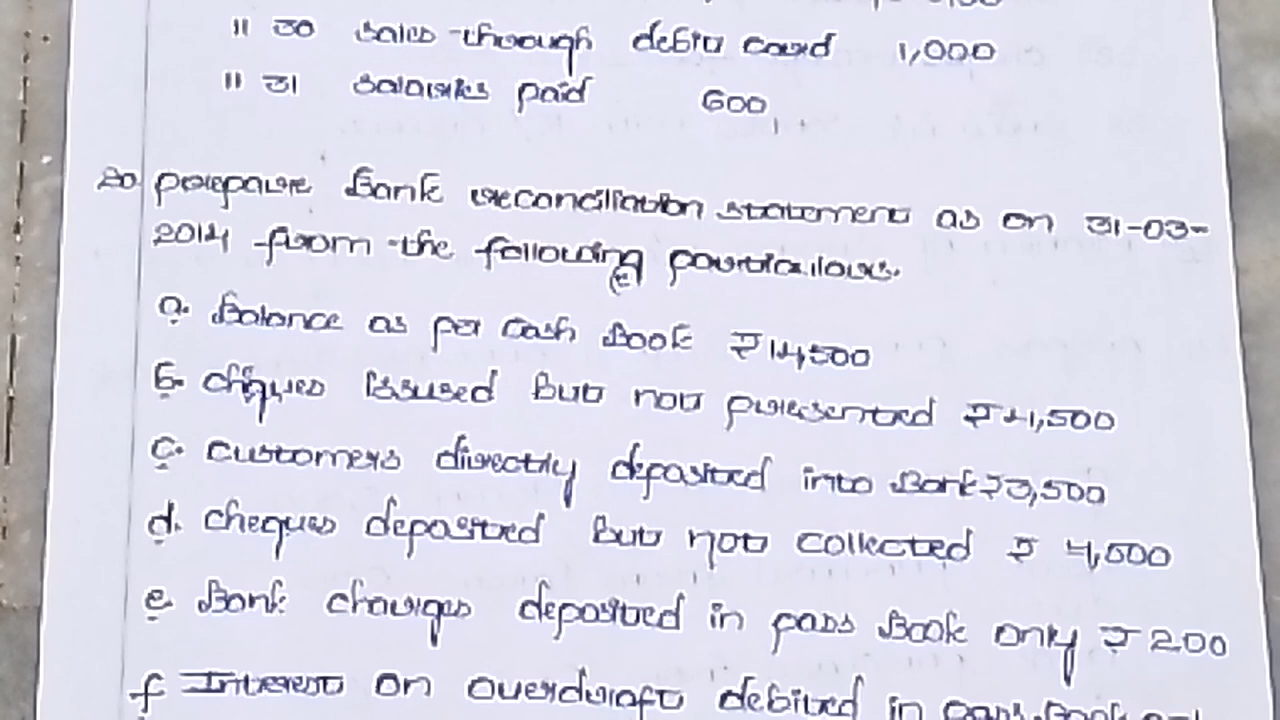 " 30 sales through debit card 1,000
" 31 salaries paid 600
20 prepare Bank reconciliation statement as on 31-03-
2014 from the following particulars.
a. Balance as per cash Book ₹14,500
b. cheques issued But not presented ₹
c. customers directly deposited into Bank ₹3,500
d. cheques deposited But not collected ₹ 4,500
e. Bank charges deposited in pass Book only ₹ 200
f Interest on overdraft debited in pass Book